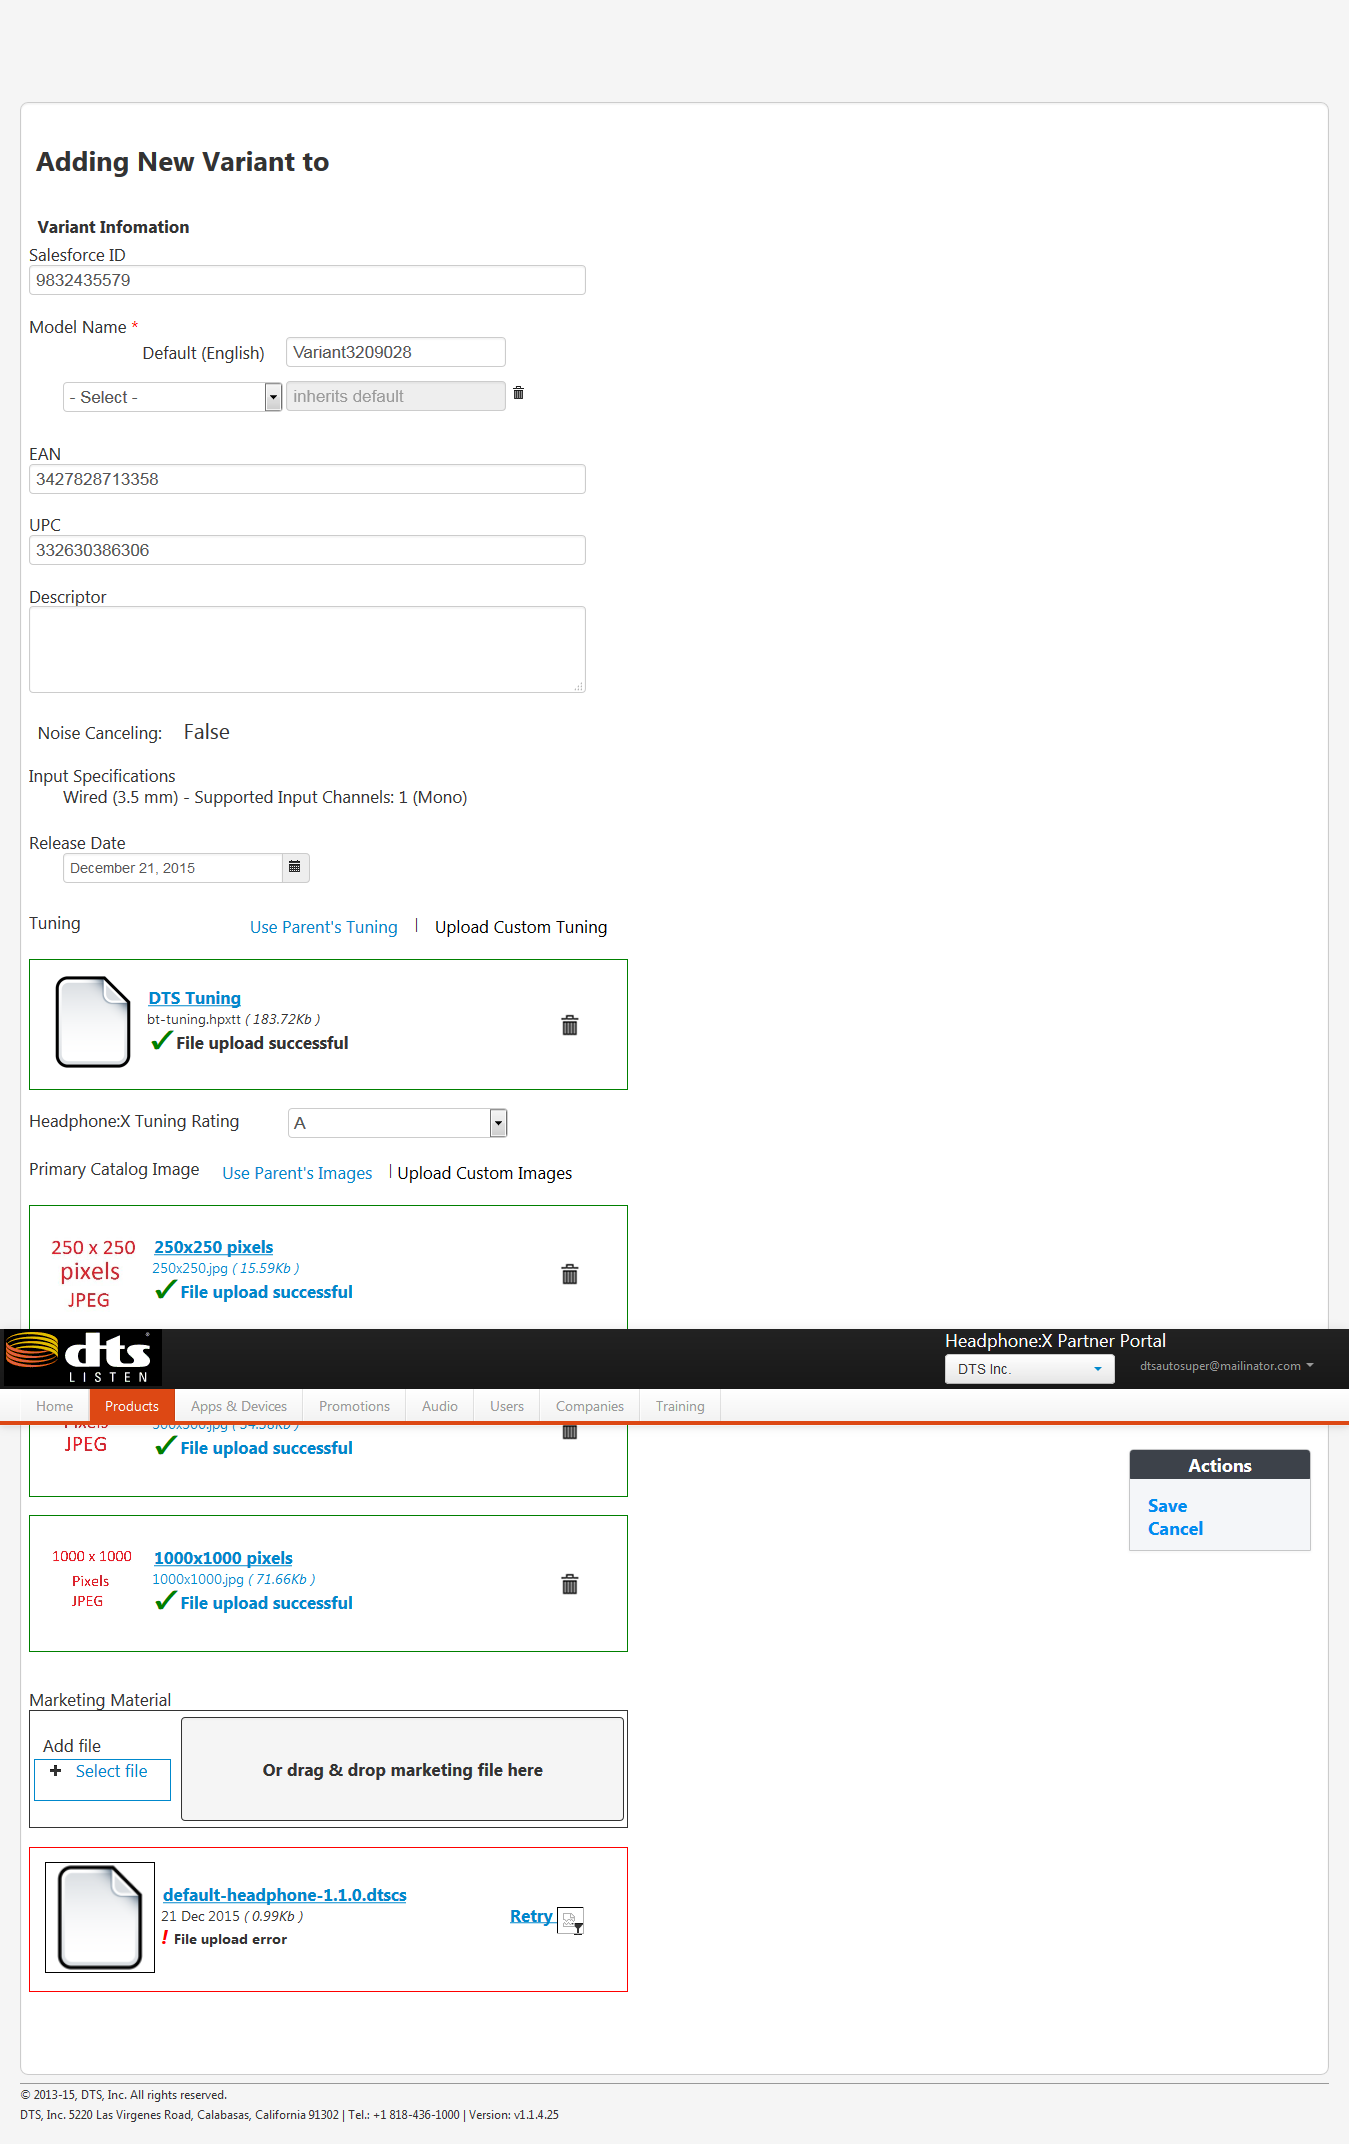 Adding New Variant to
Variant Infomation
Salesforce ID
9832435579
Model Name *
Default (English) Variant3209028
- Select - inherits default
EAN
3427828713358
UPC
332630386306
Descriptor
Noise Canceling: False
Input Specifications
Wired (3.5 mm) - Supported Input Channels: 1 (Mono)
Release Date
December 21, 2015
Tuning Use Parent's Tuning | Upload Custom Tuning
DTS Tuning
bt-tuning.hpxtt ( 183.72Kb )
File upload successful
Headphone:X Tuning Rating A
Primary Catalog Image Use Parent's Images | Upload Custom Images
250 x 250
pixels
JPEG
250x250 pixels
250x250.jpg ( 15.59Kb )
File upload successful
dts
LISTEN
Headphone:X Partner Portal
DTS Inc. dtsautosuper@mailinator.com
Home Products Apps & Devices Promotions Audio Users Companies Training
JPEG
File upload successful
Actions
Save
Cancel
1000 x 1000
Pixels
JPEG
1000x1000 pixels
1000x1000.jpg ( 71.66Kb )
File upload successful
Marketing Material
Add file
+ Select file
Or drag & drop marketing file here
default-headphone-1.1.0.dtscs
21 Dec 2015 ( 0.99Kb )
! File upload error
Retry
© 2013-15, DTS, Inc. All rights reserved.
DTS, Inc. 5220 Las Virgenes Road, Calabasas, California 91302 | Tel.: +1 818-436-1000 | Version: v1.1.4.25